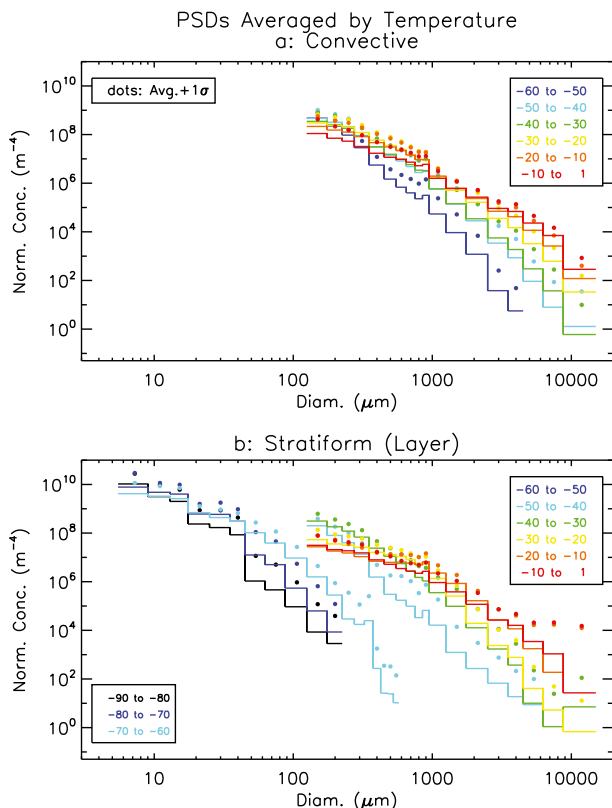 PSDs Averaged by Temperature
a: Convective
dots: Avg.+1σ
-60 to -50
-50 to -40
-40 to -30
-30 to -20
-20 to -10
-10 to 1
10^10
10^8
10^6
10^4
10^2
10^0
Norm. Conc. (m^-4)
10 100 1000 10000
Diam. (μm)
b: Stratiform (Layer)
-60 to -50
-50 to -40
-40 to -30
-30 to -20
-20 to -10
-10 to 1
10^10
10^8
10^6
10^4
10^2
10^0
Norm. Conc. (m^-4)
-90 to -80
-80 to -70
-70 to -60
10 100 1000 10000
Diam. (μm)